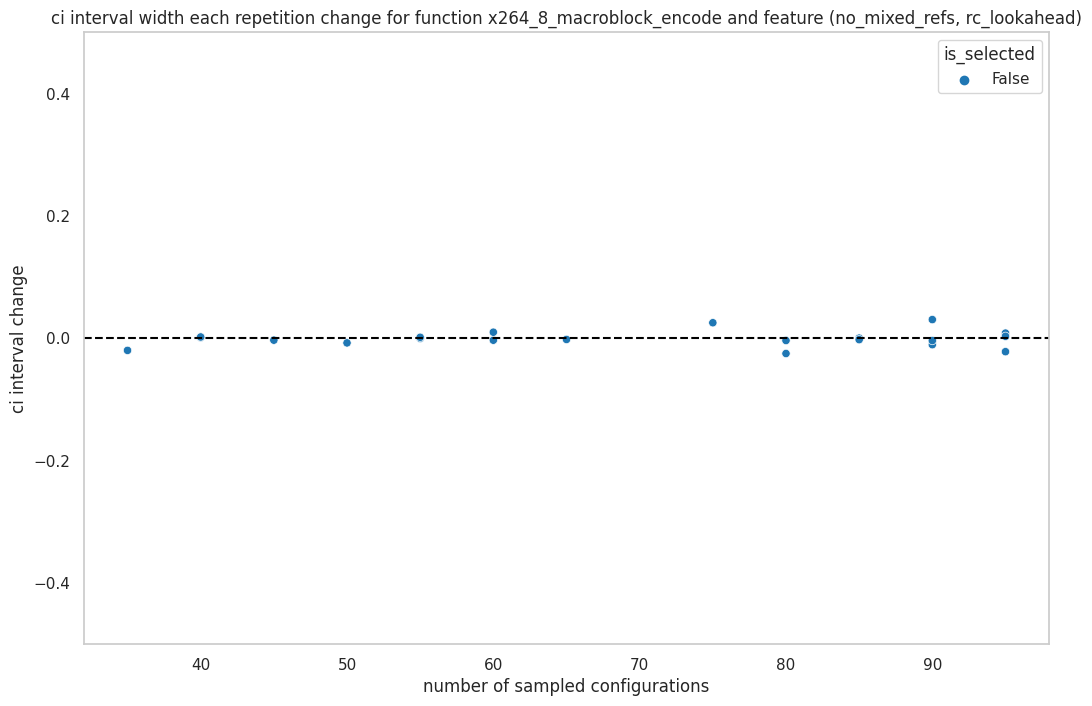 ci interval width each repetition change for function x264_8_macroblock_encode and feature (no_mixed_refs, rc_lookahead)
is_selected
False
ci interval change
0.4
0.2
0.0
−0.2
−0.4
40 50 60 70 80 90
number of sampled configurations